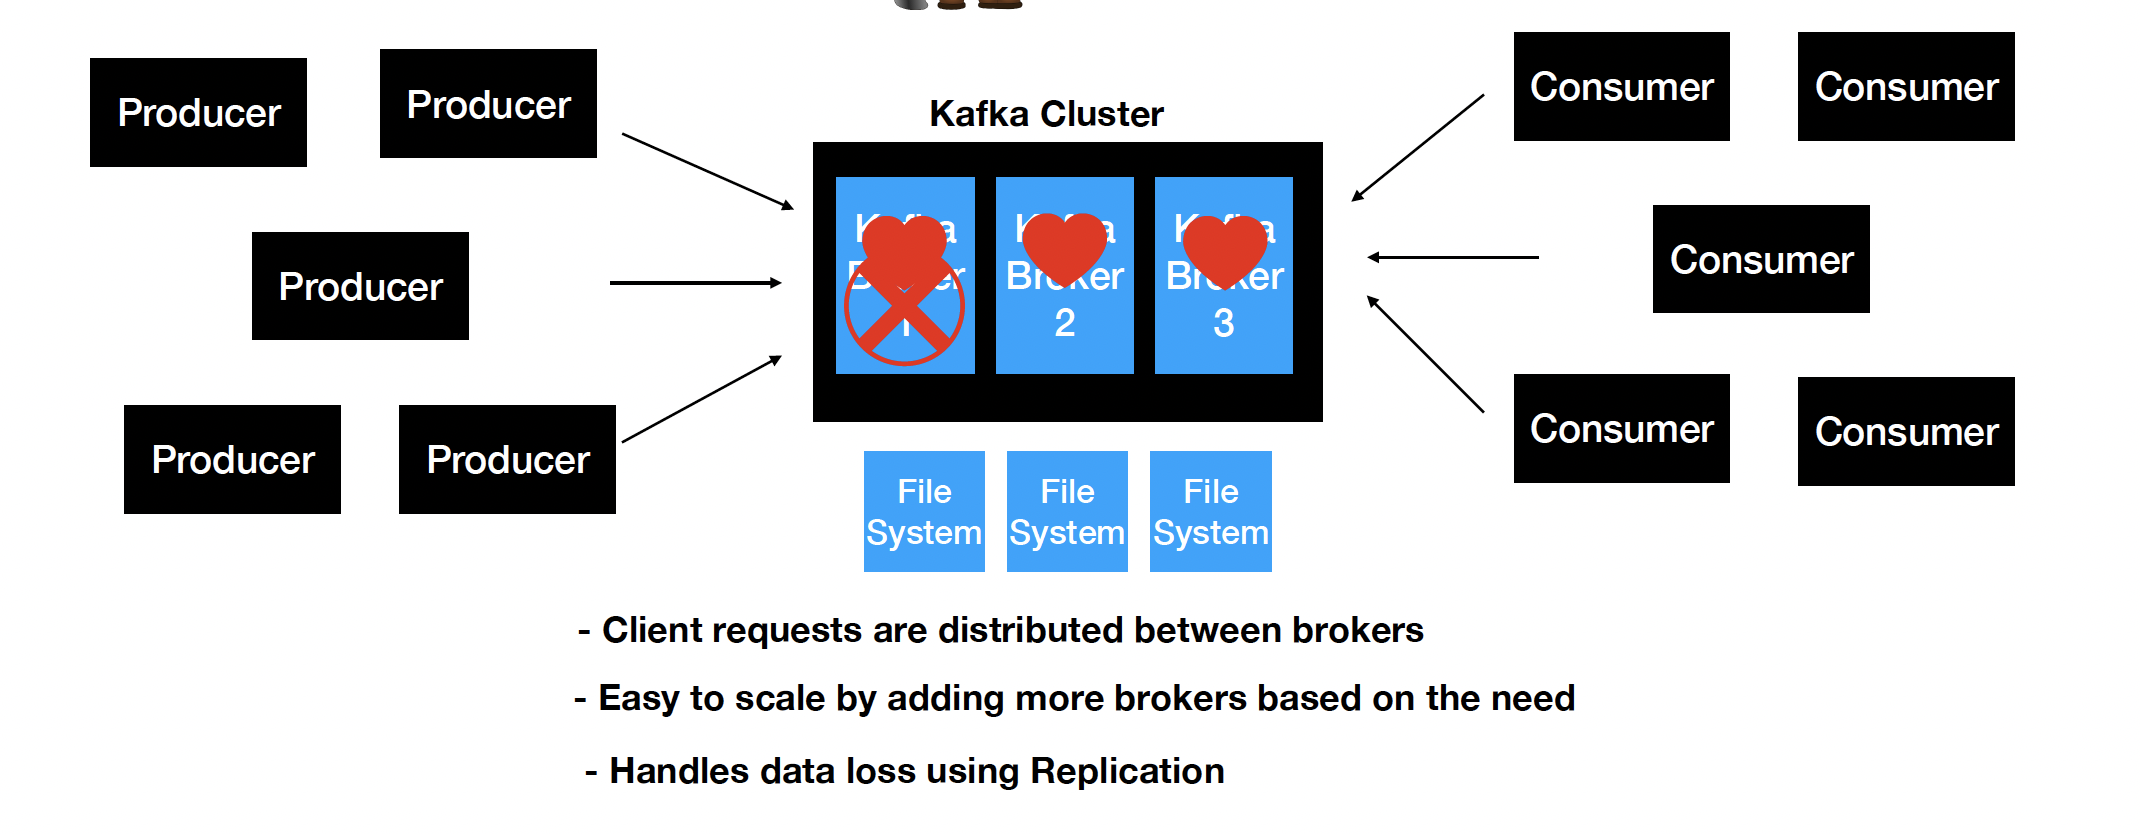 Producer
Producer
Producer
Producer
Producer
Kafka Cluster
Broker
2
3
File
System
File
System
File
System
Consumer
Consumer
Consumer
Consumer
Consumer
- Client requests are distributed between brokers
- Easy to scale by adding more brokers based on the need
- Handles data loss using Replication